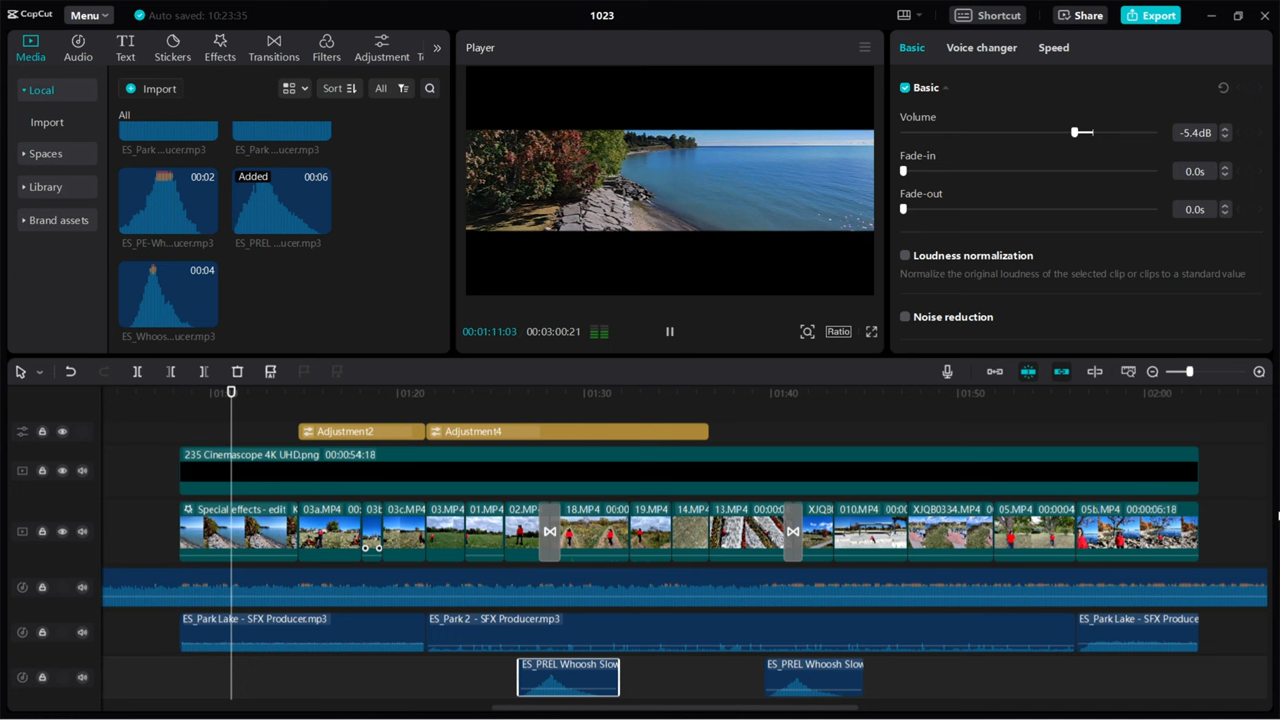 CapCut Menu Auto saved: 10:23:35 1023 Shortcut Share Export
Media Audio Text Stickers Effects Transitions Filters Adjustment
Player
Basic Voice changer Speed
Local
Import
Spaces
Library
Brand assets
Import Sort All
All
ES_Park ...ucer.mp3 ES_Park ...ucer.mp3
00:02 Added 00:06
ES_PE-Wh...ucer.mp3 ES_PREL ...ucer.mp3
00:04
ES_Whoos...ucer.mp3
00:01:11:03 00:03:00:21 Ratio
Basic
Volume
-5.4dB
Fade-in
0.0s
Fade-out
0.0s
Loudness normalization
Normalize the original loudness of the selected clip or clips to a standard value
Noise reduction
01:20 01:30 01:40 01:50 02:00
Adjustment2 Adjustment4
235 Cinemascope 4K UHD.png 00:00:54:18
Special effects - edit 03a.MP4 00: 03b 03c.MP4 03.MP4 01.MP4 02.MP4 18.MP4 00:00 19.MP4 14.MP4 13.MP4 00:00:0 XJQB0 010.MP4 00:00 XJQB0334.MP4 05.MP4 00:00:04 05b.MP4 00:00:06:18
ES_Park Lake - SFX Producer.mp3 ES_Park 2 - SFX Producer.mp3 ES_Park Lake - SFX Produce
ES_PREL Whoosh Slow ES_PREL Whoosh Slow